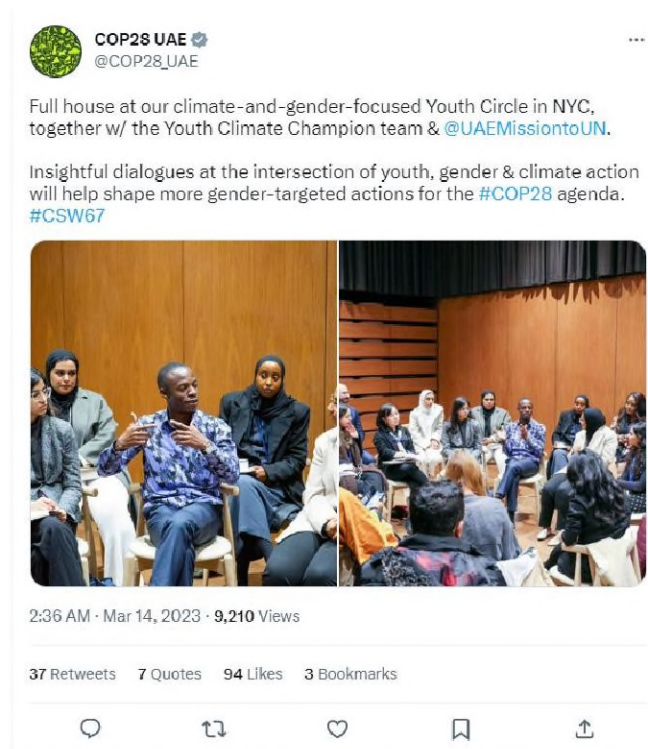 COP28 UAE
@COP28_UAE
Full house at our climate-and-gender-focused Youth Circle in NYC,
together w/ the Youth Climate Champion team & @UAEMissiontoUN.
Insightful dialogues at the intersection of youth, gender & climate action
will help shape more gender-targeted actions for the #COP28 agenda.
#CSW67
2:36 AM · Mar 14, 2023 · 9,210 Views
37 Retweets 7 Quotes 94 Likes 3 Bookmarks